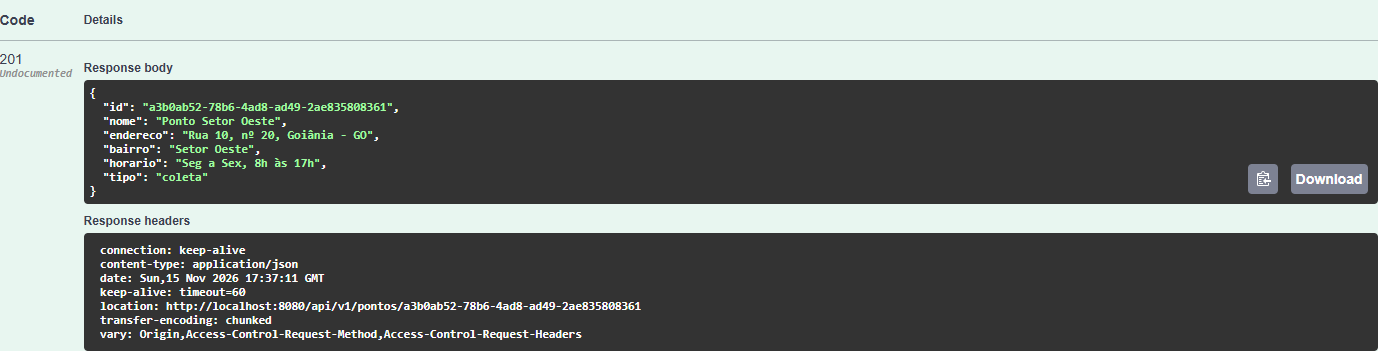 Code Details
201
Undocumented
Response body
{
  "id": "a3b0ab52-78b6-4ad8-ad49-2ae835808361",
  "nome": "Ponto Setor Oeste",
  "endereco": "Rua 10, nº 20, Goiânia - GO",
  "bairro": "Setor Oeste",
  "horario": "Seg a Sex, 8h às 17h",
  "tipo": "coleta"
}
Download
Response headers
connection: keep-alive
content-type: application/json
date: Sun,15 Nov 2026 17:37:11 GMT
keep-alive: timeout=60
location: http://localhost:8080/api/v1/pontos/a3b0ab52-78b6-4ad8-ad49-2ae835808361
transfer-encoding: chunked
vary: Origin,Access-Control-Request-Method,Access-Control-Request-Headers